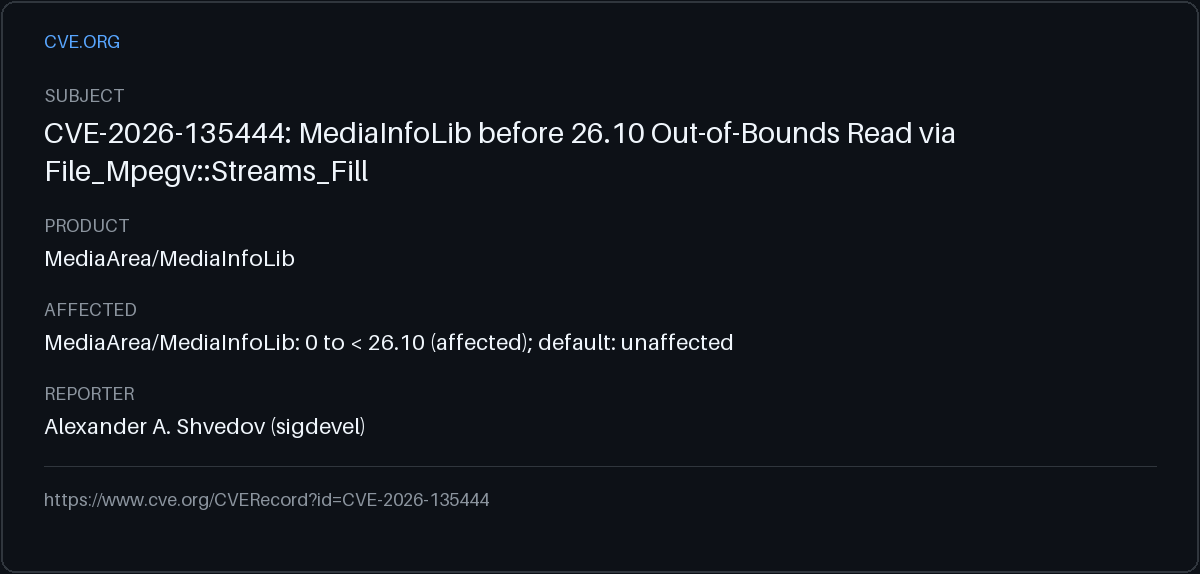 CVE.ORG
SUBJECT
CVE-2026-135444: MediaInfoLib before 26.10 Out-of-Bounds Read via
File_Mpegv::Streams_Fill
PRODUCT
MediaArea/MediaInfoLib
AFFECTED
MediaArea/MediaInfoLib: 0 to < 26.10 (affected); default: unaffected
REPORTER
Alexander A. Shvedov (sigdevel)
https://www.cve.org/CVERecord?id=CVE-2026-135444